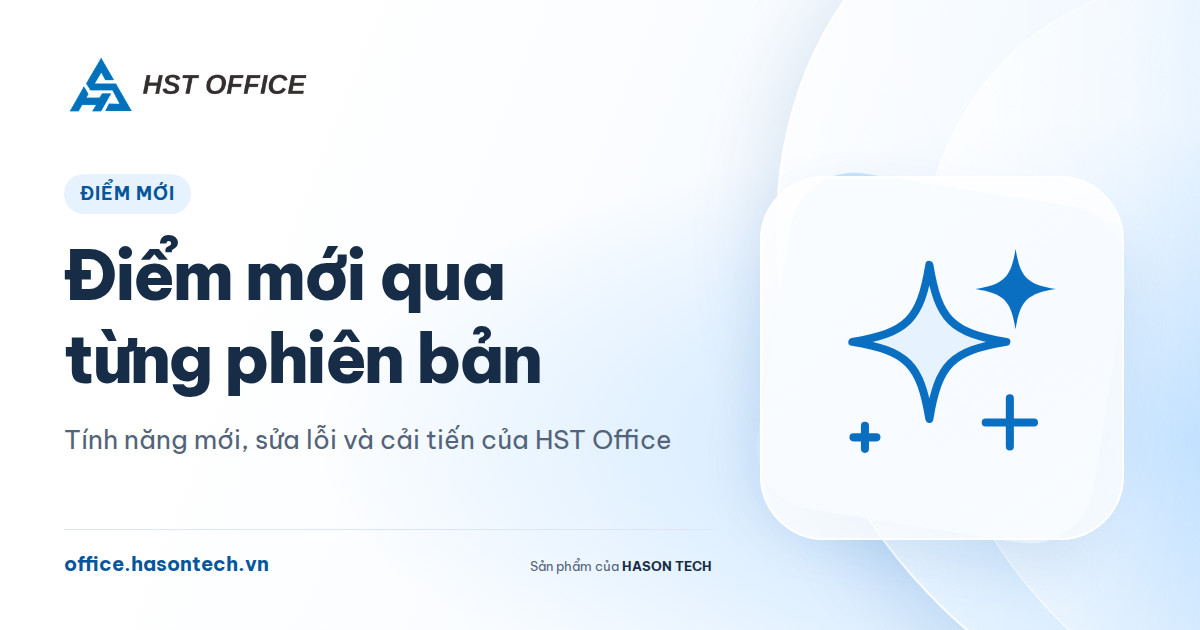 HST OFFICE
ĐIỂM MỚI
Điểm mới qua
từng phiên bản
Tính năng mới, sửa lỗi và cải tiến của HST Office
office.hasontech.vn
Sản phẩm của HASON TECH